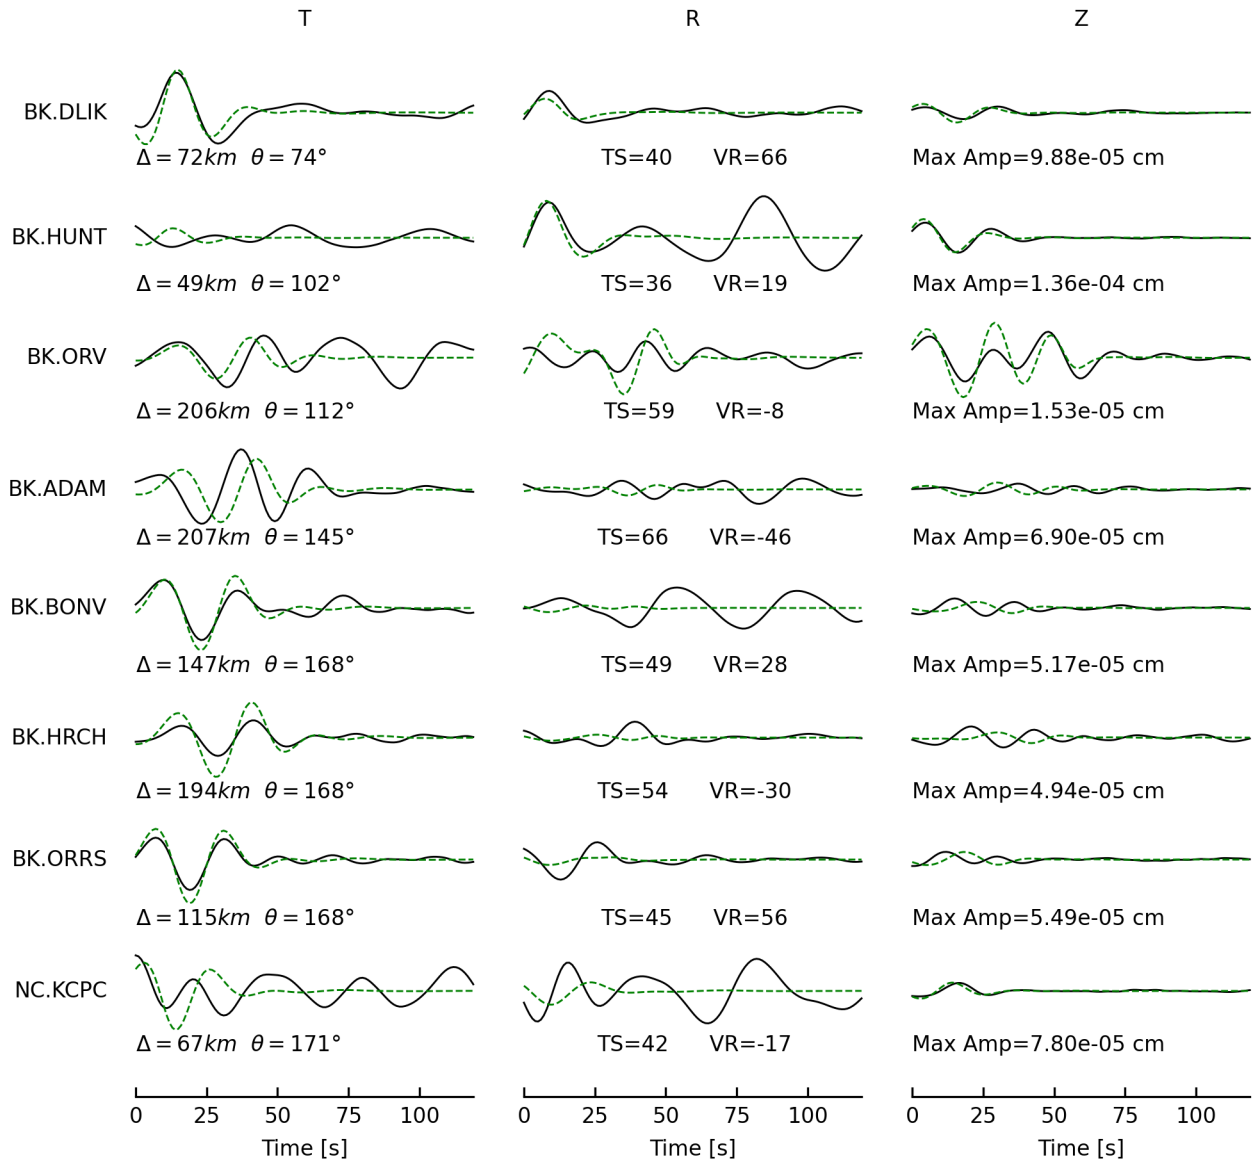 T R Z
BK.DLIK
Δ = 72km θ = 74° TS=40 VR=66 Max Amp=9.88e-05 cm
BK.HUNT
Δ = 49km θ = 102° TS=36 VR=19 Max Amp=1.36e-04 cm
BK.ORV
Δ = 206km θ = 112° TS=59 VR=-8 Max Amp=1.53e-05 cm
BK.ADAM
Δ = 207km θ = 145° TS=66 VR=-46 Max Amp=6.90e-05 cm
BK.BONV
Δ = 147km θ = 168° TS=49 VR=28 Max Amp=5.17e-05 cm
BK.HRCH
Δ = 194km θ = 168° TS=54 VR=-30 Max Amp=4.94e-05 cm
BK.ORRS
Δ = 115km θ = 168° TS=45 VR=56 Max Amp=5.49e-05 cm
NC.KCPC
Δ = 67km θ = 171° TS=42 VR=-17 Max Amp=7.80e-05 cm
0 25 50 75 100 0 25 50 75 100 0 25 50 75 100
Time [s] Time [s] Time [s]